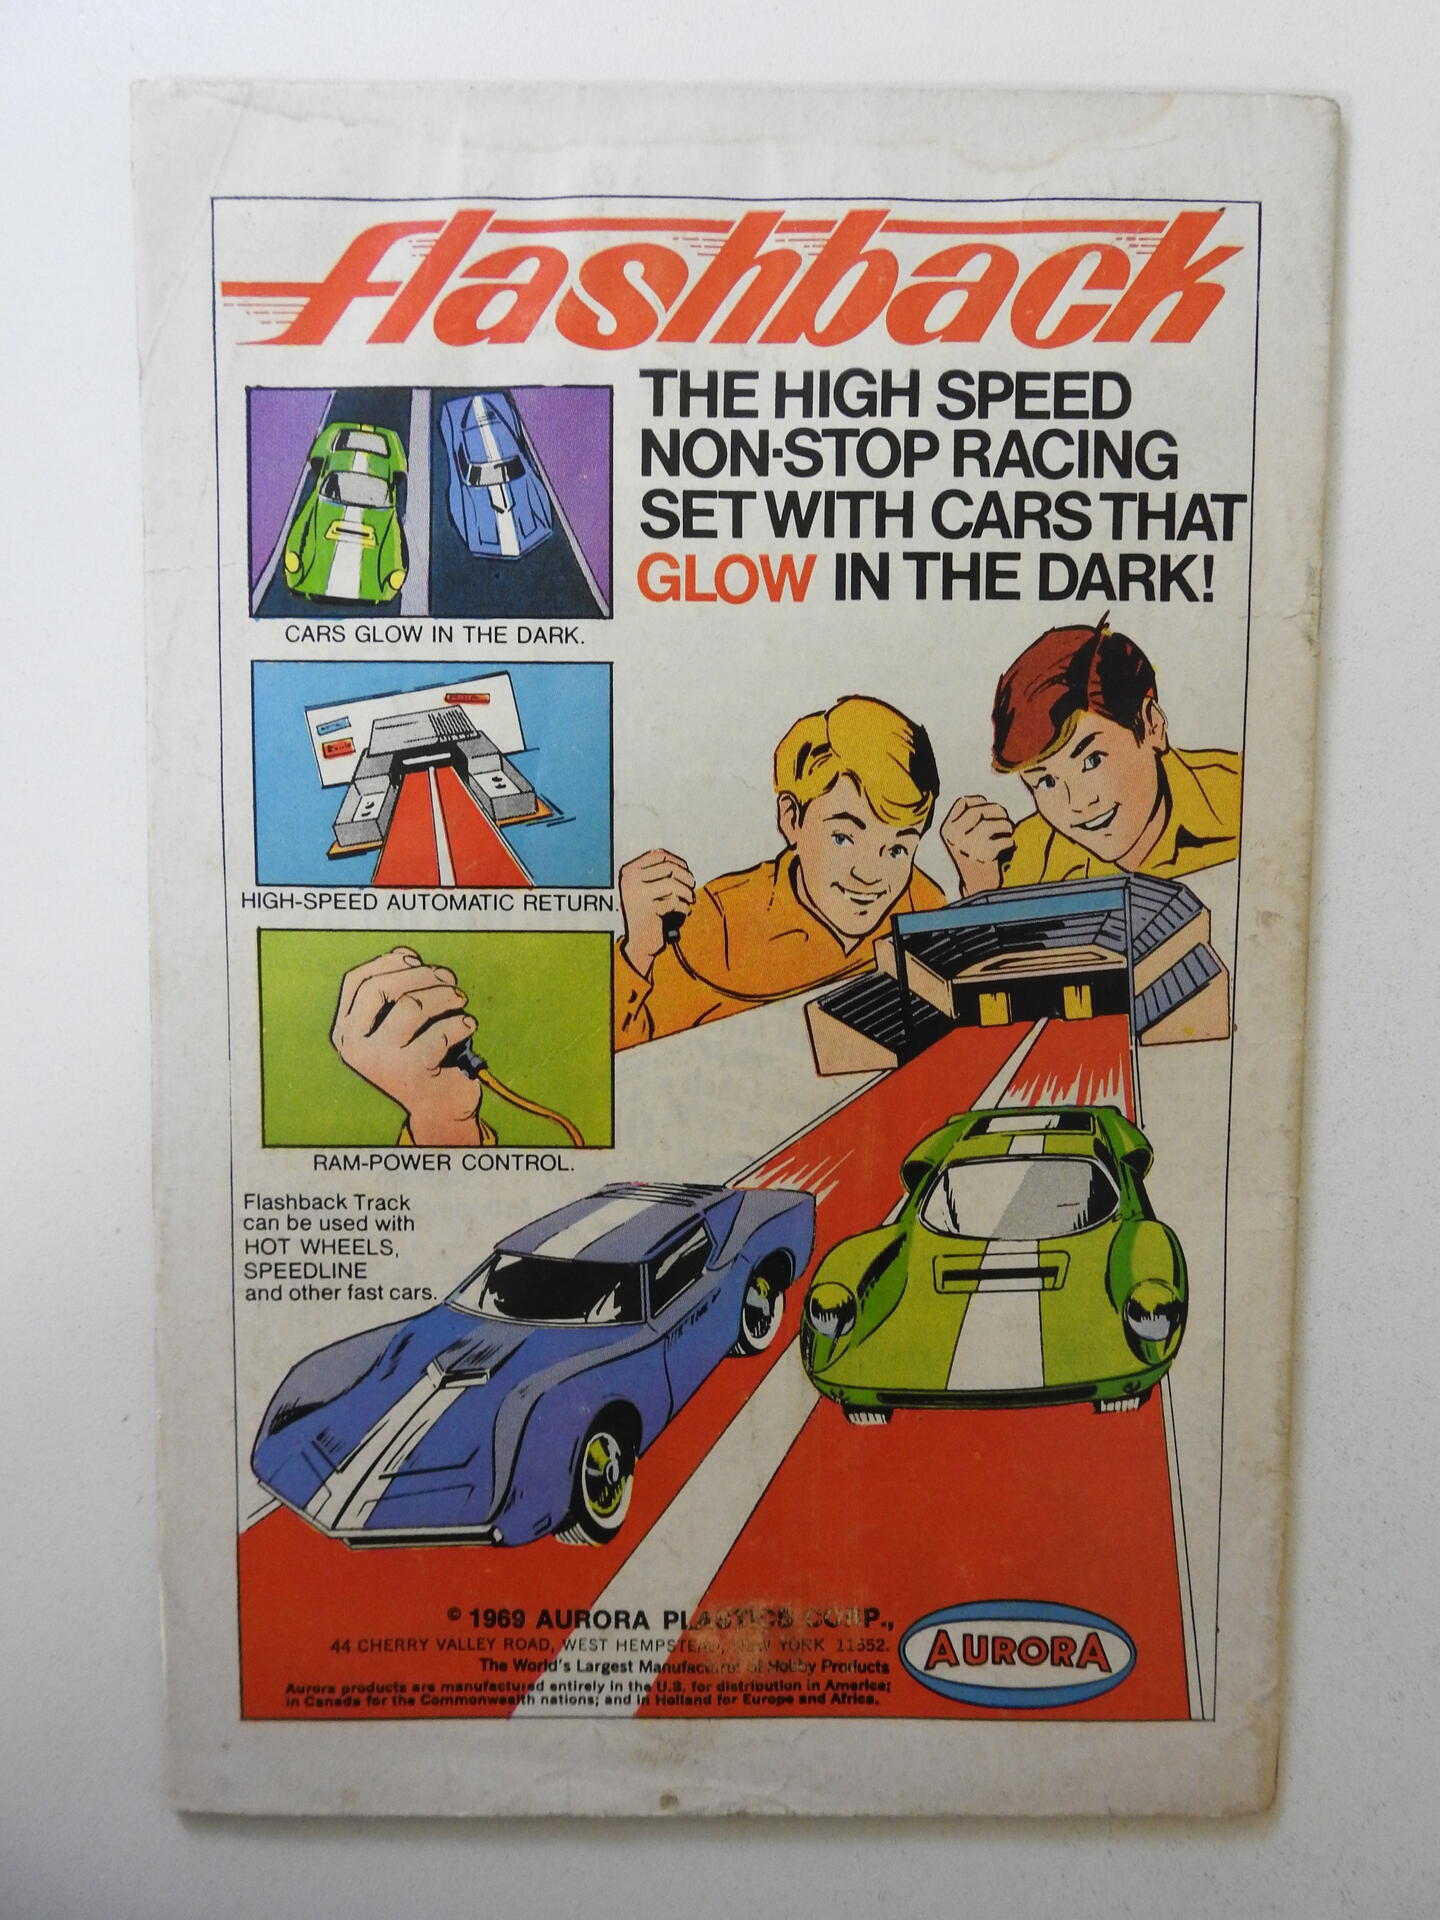 flashback
THE HIGH SPEED
NON-STOP RACING
SET WITH CARS THAT
GLOW IN THE DARK!
CARS GLOW IN THE DARK.
HIGH-SPEED AUTOMATIC RETURN.
RAM-POWER CONTROL.
Flashback Track
can be used with
HOT WHEELS,
SPEEDLINE
and other fast cars.
© 1969 AURORA PLASTICS CORP.,
44 CHERRY VALLEY ROAD, WEST HEMPSTEAD, NEW YORK 11552.
The World's Largest Manufacturer of Hobby Products
Aurora products are manufactured entirely in the U.S. for distribution in America;
in Canada for the Commonwealth nations; and in Holland for Europe and Africa.
AURORA